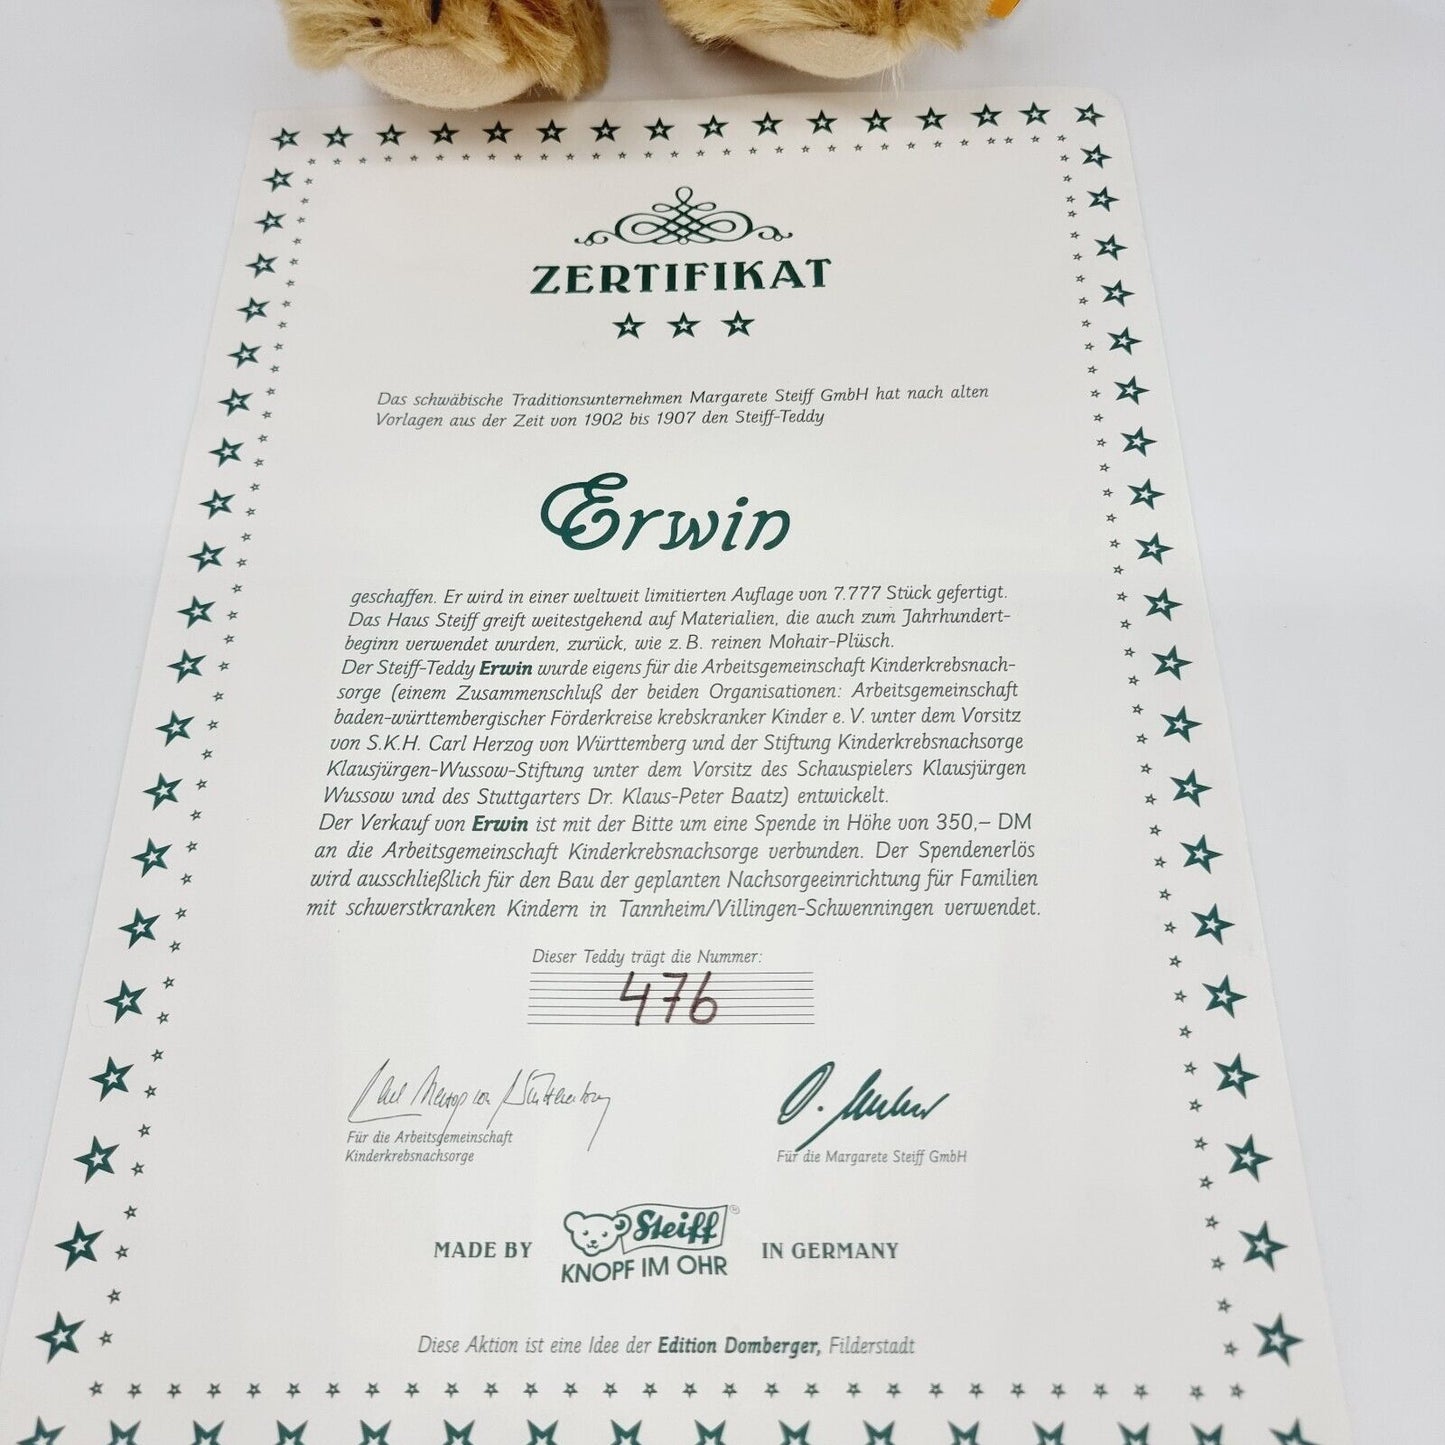 ZERTIFIKAT
Das schwäbische Traditionsunternehmen Margarete Steiff GmbH hat nach alten
Vorlagen aus der Zeit von 1902 bis 1907 den Steiff-Teddy
Erwin
geschaffen. Er wird in einer weltweit limitierten Auflage von 7.777 Stück gefertigt.
Das Haus Steiff greift weitestgehend auf Materialien, die auch zum Jahrhundert-
beginn verwendet wurden, zurück, wie z.B. reinen Mohair-Plüsch.
Der Steiff-Teddy Erwin wurde eigens für die Arbeitsgemeinschaft Kinderkrebsnach-
sorge (einem Zusammenschluß der beiden Organisationen: Arbeitsgemeinschaft
baden-württembergischer Förderkreise krebskranker Kinder e.V. unter dem Vorsitz
von S.K.H. Carl Herzog von Württemberg und der Stiftung Kinderkrebsnachsorge
Klausjürgen-Wussow-Stiftung unter dem Vorsitz des Schauspielers Klausjürgen
Wussow und des Stuttgarters Dr. Klaus-Peter Baatz) entwickelt.
Der Verkauf von Erwin ist mit der Bitte um eine Spende in Höhe von 350,– DM
an die Arbeitsgemeinschaft Kinderkrebsnachsorge verbunden. Der Spendenerlös
wird ausschließlich für den Bau der geplanten Nachsorgeeinrichtung für Familien
mit schwerstkranken Kindern in Tannheim/Villingen-Schwenningen verwendet.
Dieser Teddy trägt die Nummer:
476
Für die Arbeitsgemeinschaft
Kinderkrebsnachsorge
Für die Margarete Steiff GmbH
MADE BY Steiff® IN GERMANY
KNOPF IM OHR
Diese Aktion ist eine Idee der Edition Domberger, Filderstadt